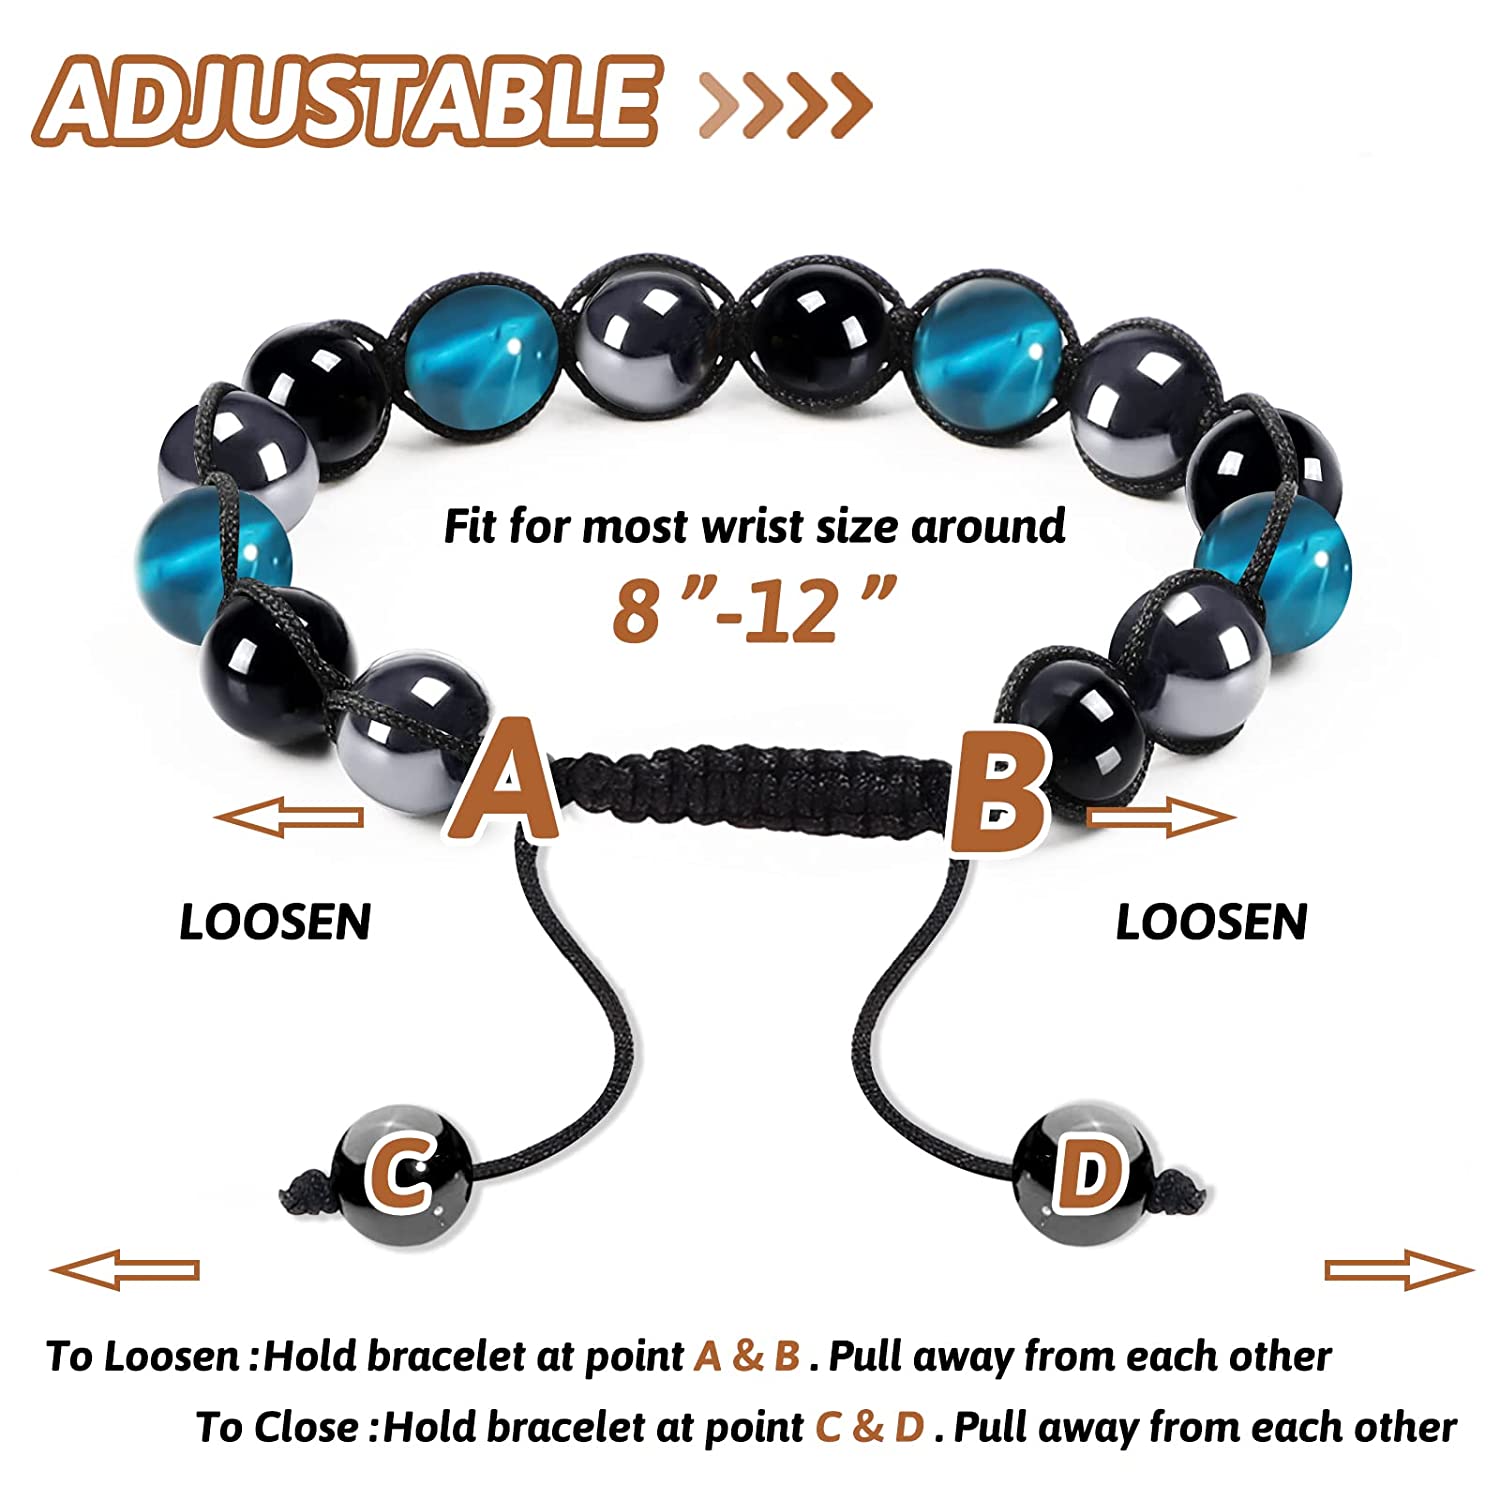 ADJUSTABLE
Fit for most wrist size around
8"-12"
A
B
LOOSEN
LOOSEN
C
D
To Loosen :Hold bracelet at point A & B . Pull away from each other
To Close :Hold bracelet at point C & D . Pull away from each other